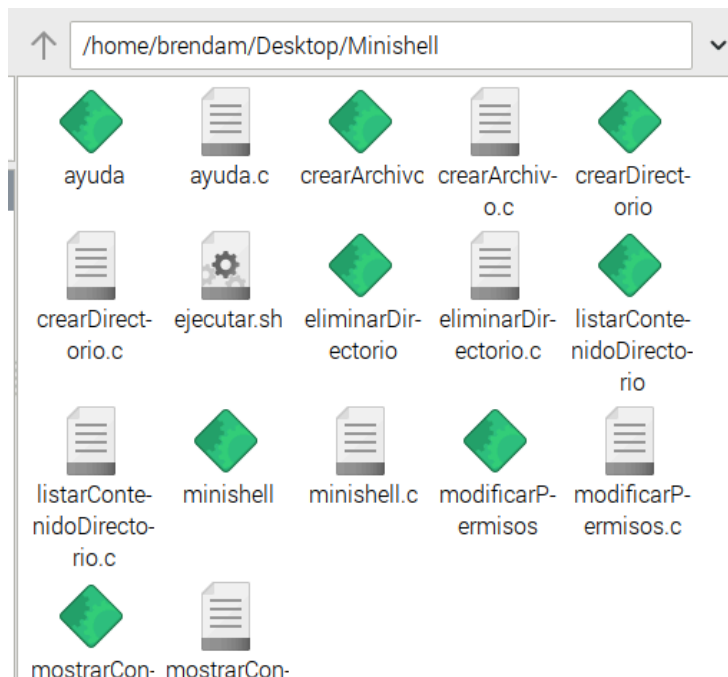 /home/brendam/Desktop/Minishell
ayuda ayuda.c crearArchivo crearArchiv- crearDirect-
o.c orio
crearDirect- ejecutar.sh eliminarDir- eliminarDir- listarConte-
orio.c ectorio ectorio.c nidoDirecto-
rio
listarConte- minishell minishell.c modificarP- modificarP-
nidoDirecto- ermisos ermisos.c
rio.c
mostrarCon- mostrarCon-